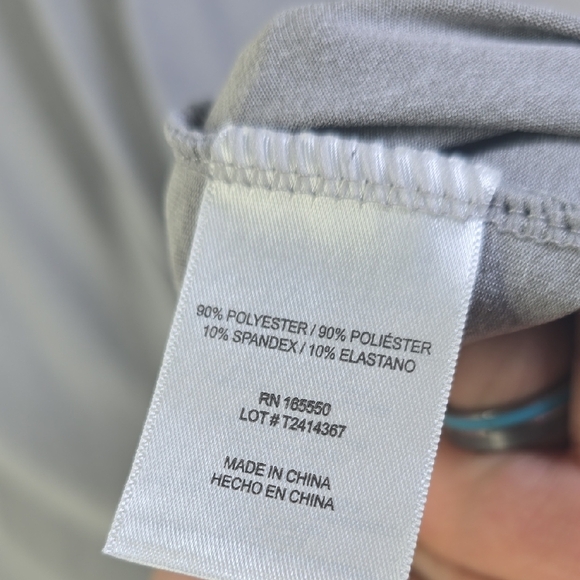 90% POLYESTER / 90% POLIÉSTER
10% SPANDEX / 10% ELASTANO
RN 165550
LOT # T2414367
MADE IN CHINA
HECHO EN CHINA